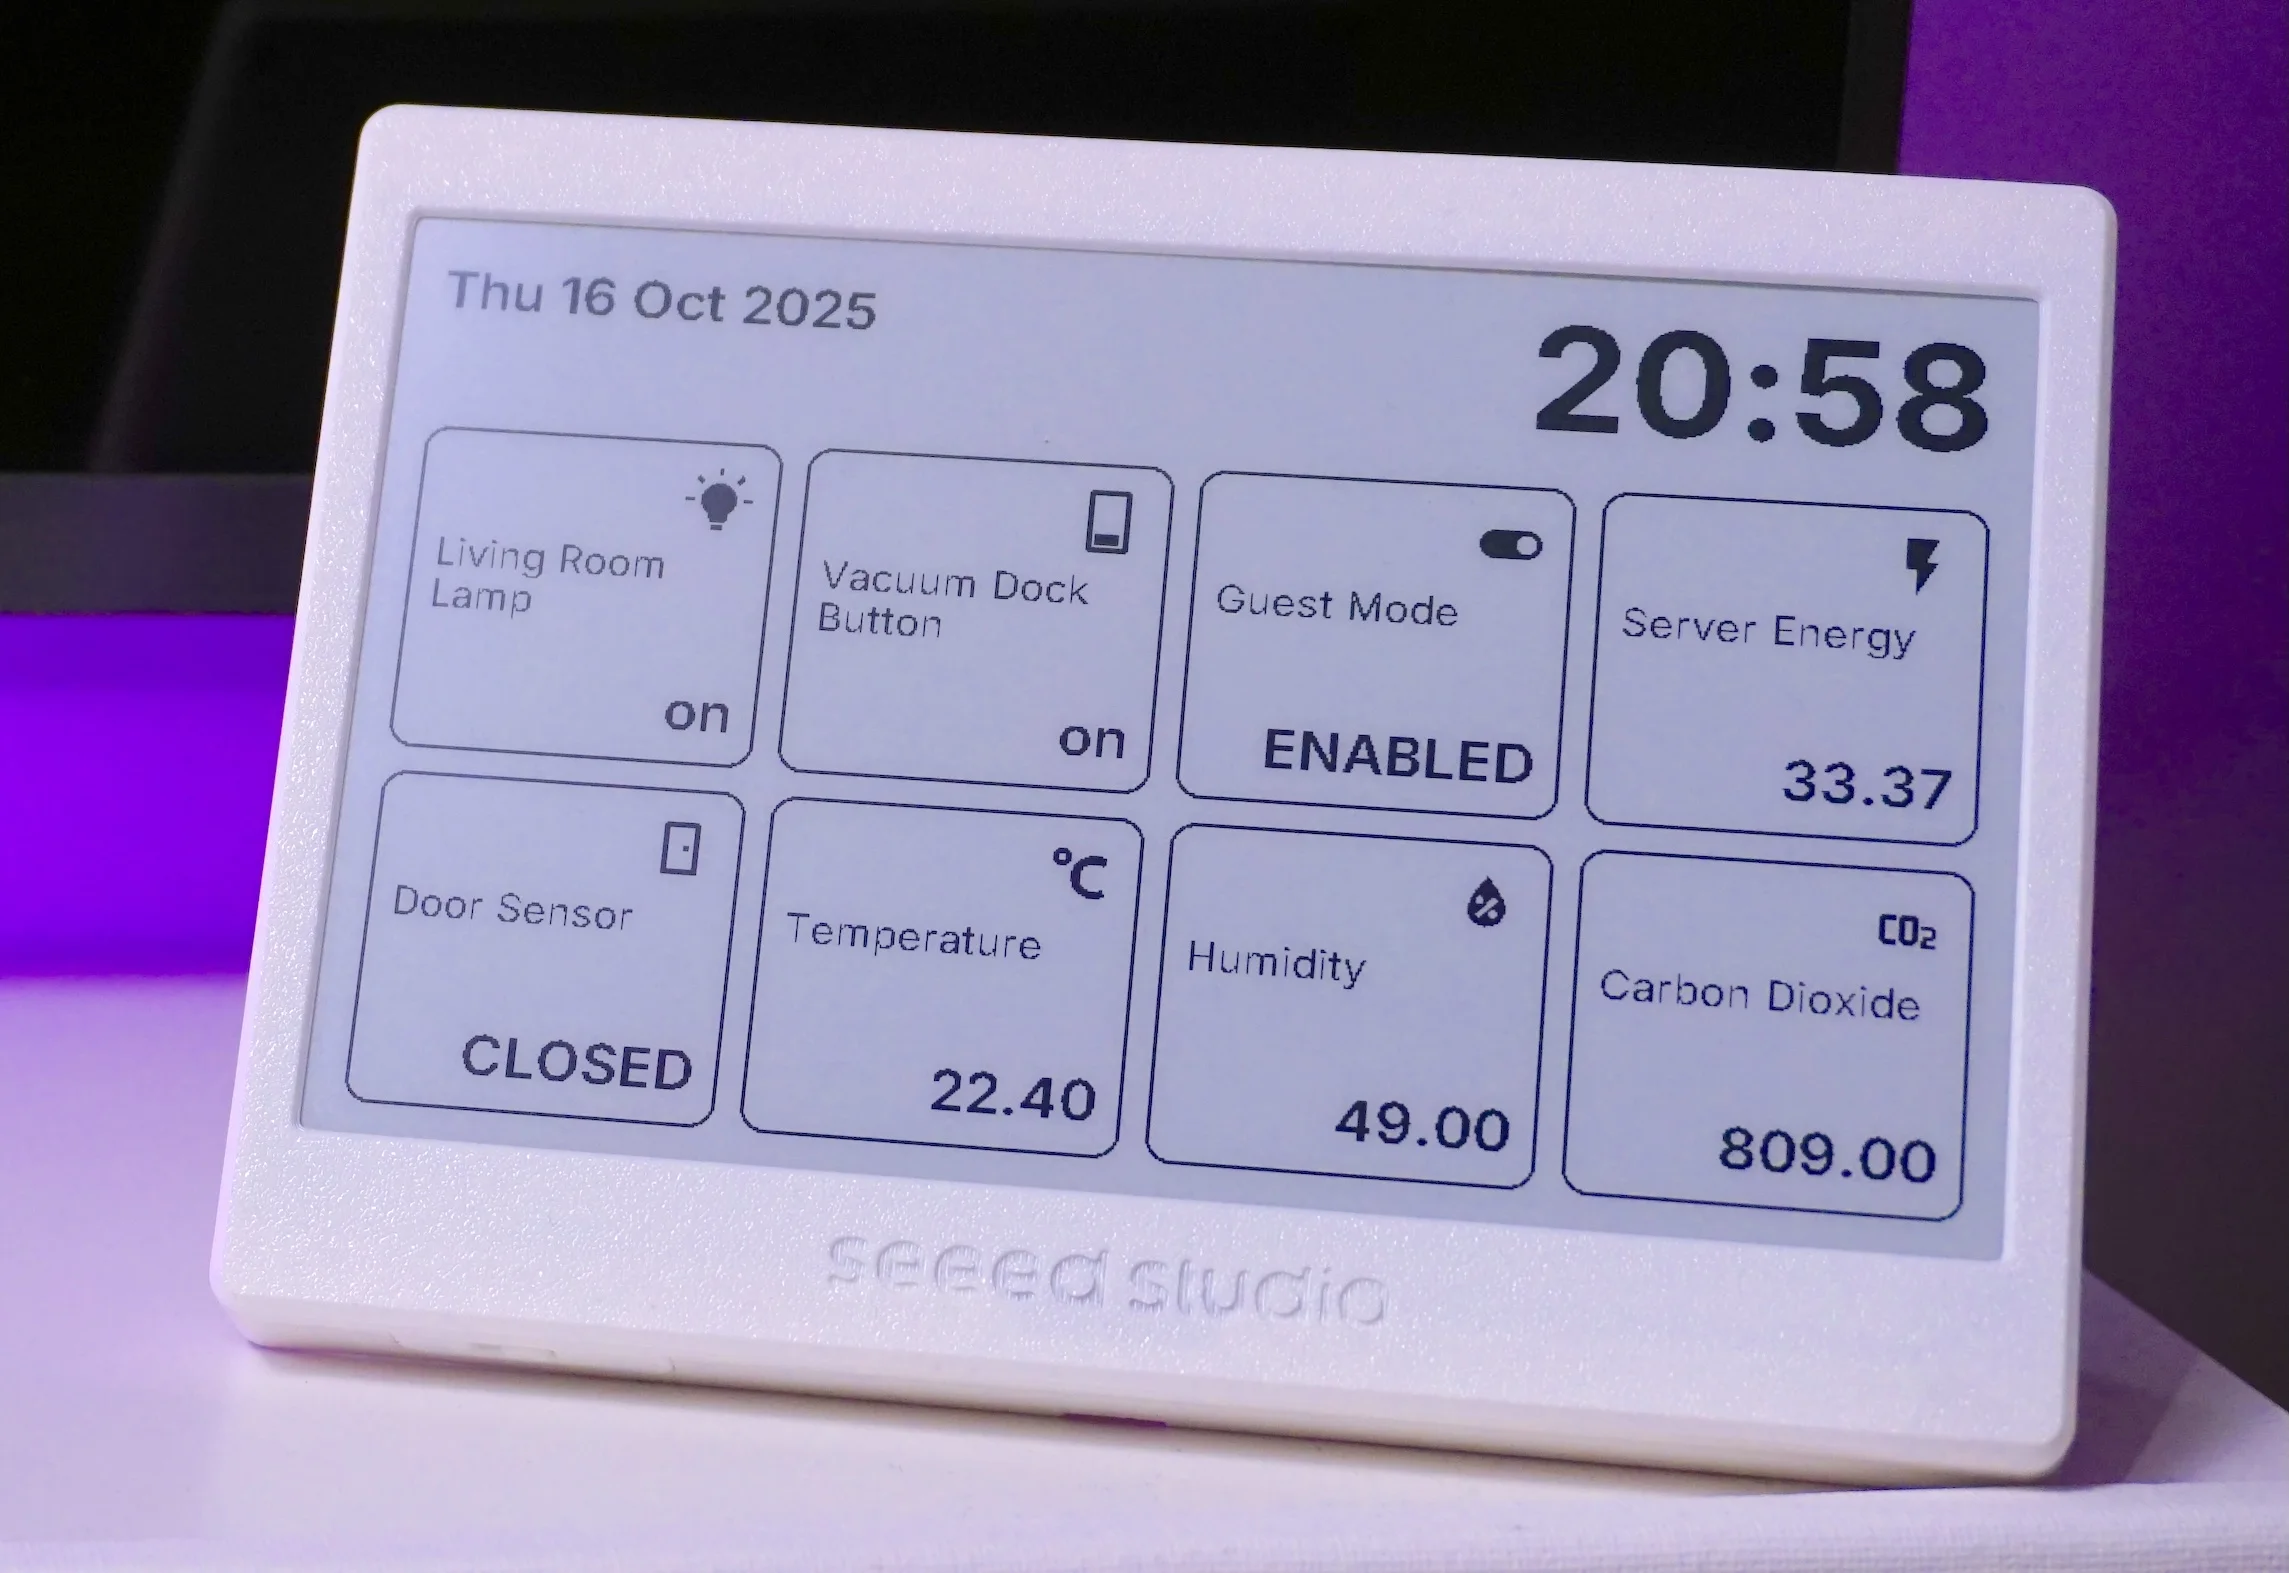 Thu 16 Oct 2025
20:58
Living Room
Lamp
on
Vacuum Dock
Button
on
Guest Mode
ENABLED
Server Energy
33.37
Door Sensor
CLOSED
°C
Temperature
22.40
Humidity
49.00
CO₂
Carbon Dioxide
809.00
seeed studio